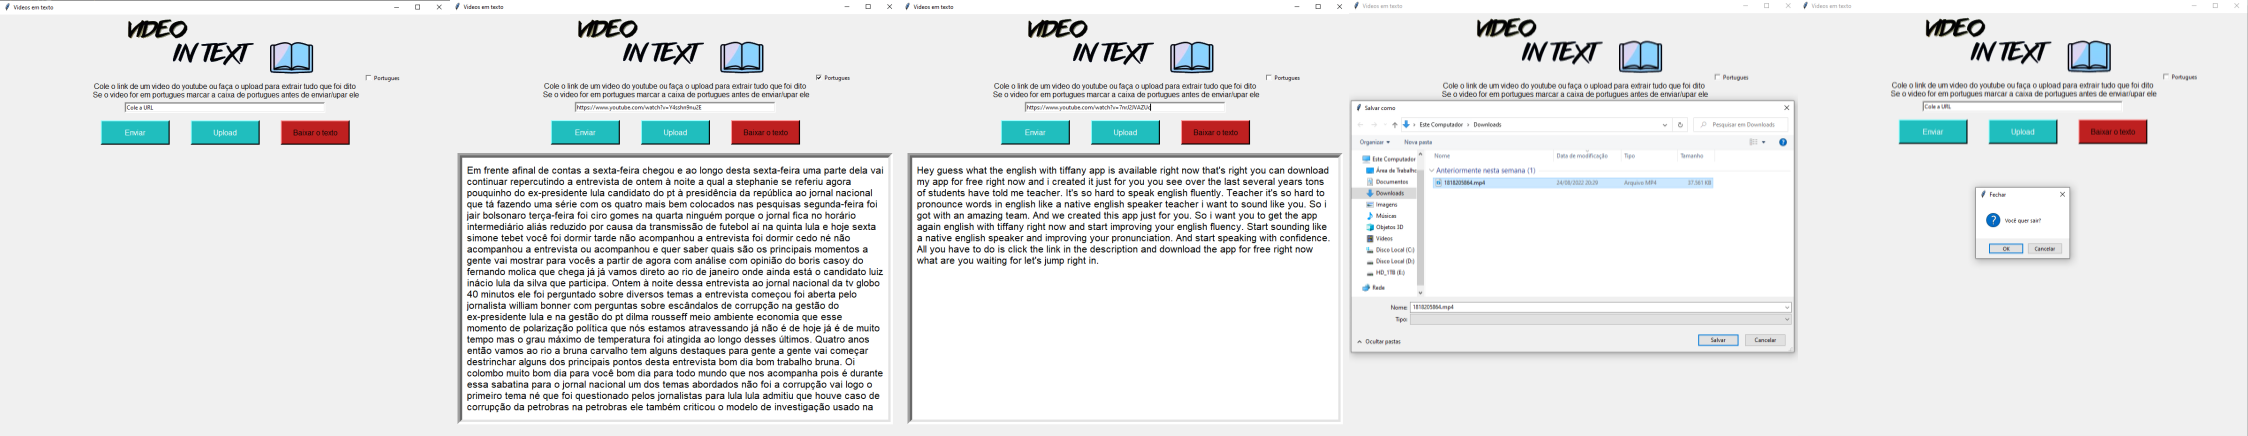 Videos em texto
VIDEO
IN TEXT
Portugues
Cole o link de um video do youtube ou faça o upload para extrair tudo que foi dito
Se o video for em portugues marcar a caixa de portugues antes de enviar/upar ele
Cole a URL
Enviar
Upload
Baixar o texto
Videos em texto
VIDEO
IN TEXT
Portugues
Cole o link de um video do youtube ou faça o upload para extrair tudo que foi dito
Se o video for em portugues marcar a caixa de portugues antes de enviar/upar ele
Enviar
Upload
Baixar o texto
Em frente afinal de contas a sexta-feira chegou e ao longo desta sexta-feira uma parte dela vai
continuar repercutindo a entrevista de ontem à noite a qual a stephanie se referiu agora
pouquinho do ex-presidente lula candidato do pt à presidência da república ao jornal nacional
que tá fazendo uma série com os quatro mais bem colocados nas pesquisas segunda-feira foi
jair bolsonaro terça-feira foi ciro gomes na quarta ninguém porque o jornal fica no horário
intermediário aliás reduzido por causa da transmissão de futebol aí na quinta lula e hoje sexta
simone tebet você foi dormir tarde não acompanhou a entrevista foi dormir cedo né não
acompanhou a entrevista ou acompanhou e quer saber quais são os principais momentos a
gente vai mostrar para vocês a partir de agora com análise com opinião do boris casoy do
fernando molica que chega já já vamos direto ao rio de janeiro onde ainda está o candidato luiz
inácio lula da silva que participa. Ontem à noite dessa entrevista ao jornal nacional da tv globo
40 minutos ele foi perguntado sobre diversos temas a entrevista começou foi aberta pelo
jornalista william bonner com perguntas sobre escândalos de corrupção na gestão do
ex-presidente lula e na gestão do pt dilma rousseff meio ambiente economia que esse
momento de polarização política que nós estamos atravessando já não é de hoje já é de muito
tempo mas o grau máximo de temperatura foi atingida ao longo desses últimos. Quatro anos
então vamos ao rio a bruna carvalho tem alguns destaques para gente a gente vai começar
destrinchar alguns dos principais pontos desta entrevista bom dia bom trabalho bruna. Oi
colombo muito bom dia para você bom dia para todo mundo que nos acompanha pois é durante
essa sabatina para o jornal nacional um dos temas abordados não foi a corrupção vai logo o
primeiro tema né que foi questionado pelos jornalistas para lula lula admitiu que houve caso de
corrupção da petrobras na petrobras ele também criticou o modelo de investigação usado na
Videos em texto
VIDEO
IN TEXT
Portugues
Cole o link de um video do youtube ou faça o upload para extrair tudo que foi dito
Se o video for em portugues marcar a caixa de portugues antes de enviar/upar ele
Enviar
Upload
Baixar o texto
Hey guess what the english with tiffany app is available right now that's right you can download
my app for free right now and i created it just for you you see over the last several years tons
of students have told me teacher. It's so hard to speak english fluently. Teacher it's so hard to
pronounce words in english like a native english speaker teacher i want to sound like you. So i
got with an amazing team. And we created this app just for you. So i want you to get the app
again english with tiffany right now and start improving your english fluency. Start sounding like
a native english speaker and improving your pronunciation. And start speaking with confidence.
All you have to do is click the link in the description and download the app for free right now
what are you waiting for let's jump right in.
Videos em texto
VIDEO
IN TEXT
Portugues
Cole o link de um video do youtube ou faça o upload para extrair tudo que foi dito
Se o video for em portugues marcar a caixa de portugues antes de enviar/upar ele
Salvar como
Este Computador > Downloads
Pesquisar em Downloads
Organizar
Nova pasta
Nome
Data de modificação
Tipo
Tamanho
Anteriormente nesta semana (1)
1818205864.mp4
24/08/2022 20:29
Arquivo MP4
37.561 KB
Este Computador
Área de Trabalho
Documentos
Downloads
Imagens
Músicas
Objetos 3D
Vídeos
Disco Local (C:)
Disco Local (D:)
HD_1TB (E:)
Rede
Nome: 1818205864.mp4
Tipo:
Ocultar pastas
Salvar
Cancelar
Videos em texto
VIDEO
IN TEXT
Portugues
Cole o link de um video do youtube ou faça o upload para extrair tudo que foi dito
Se o video for em portugues marcar a caixa de portugues antes de enviar/upar ele
Cole a URL
Enviar
Upload
Baixar o texto
Fechar
Você quer sair?
OK
Cancelar